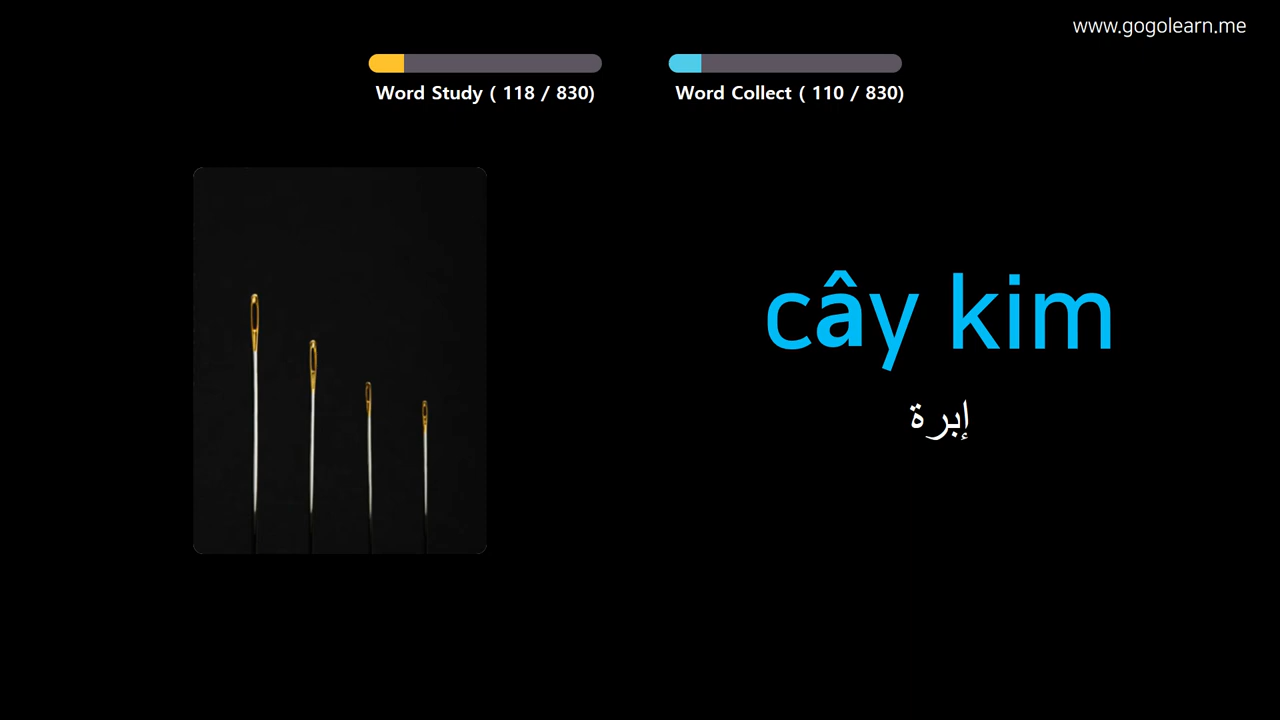 www.gogolearn.me
Word Study ( 118 / 830)
Word Collect ( 110 / 830)
cây kim
إبرة